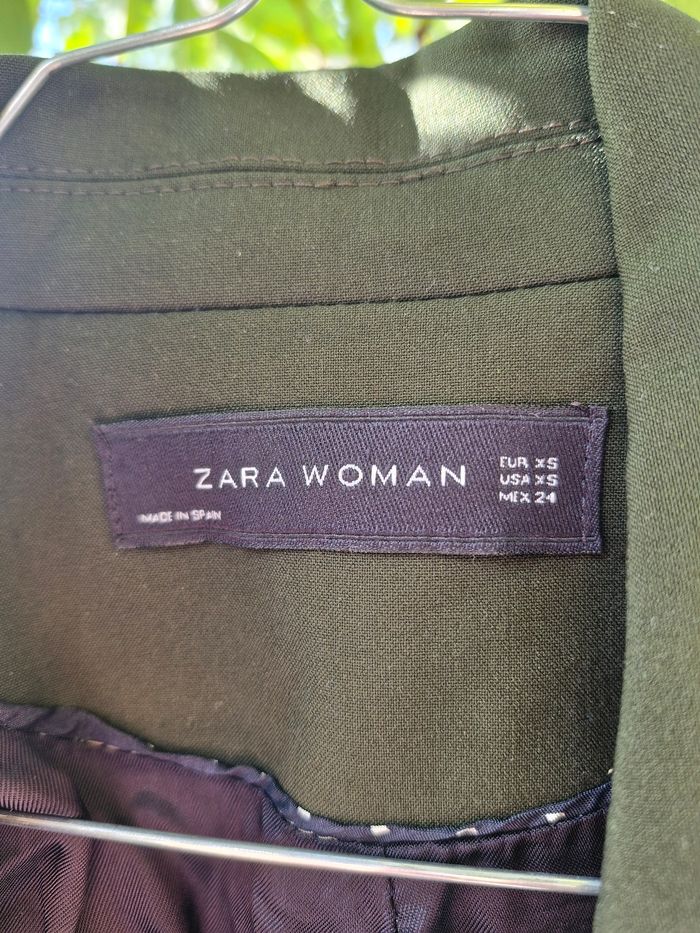 ZARA WOMAN
EUR XS
USA XS
MEX 24
MADE IN SPAIN